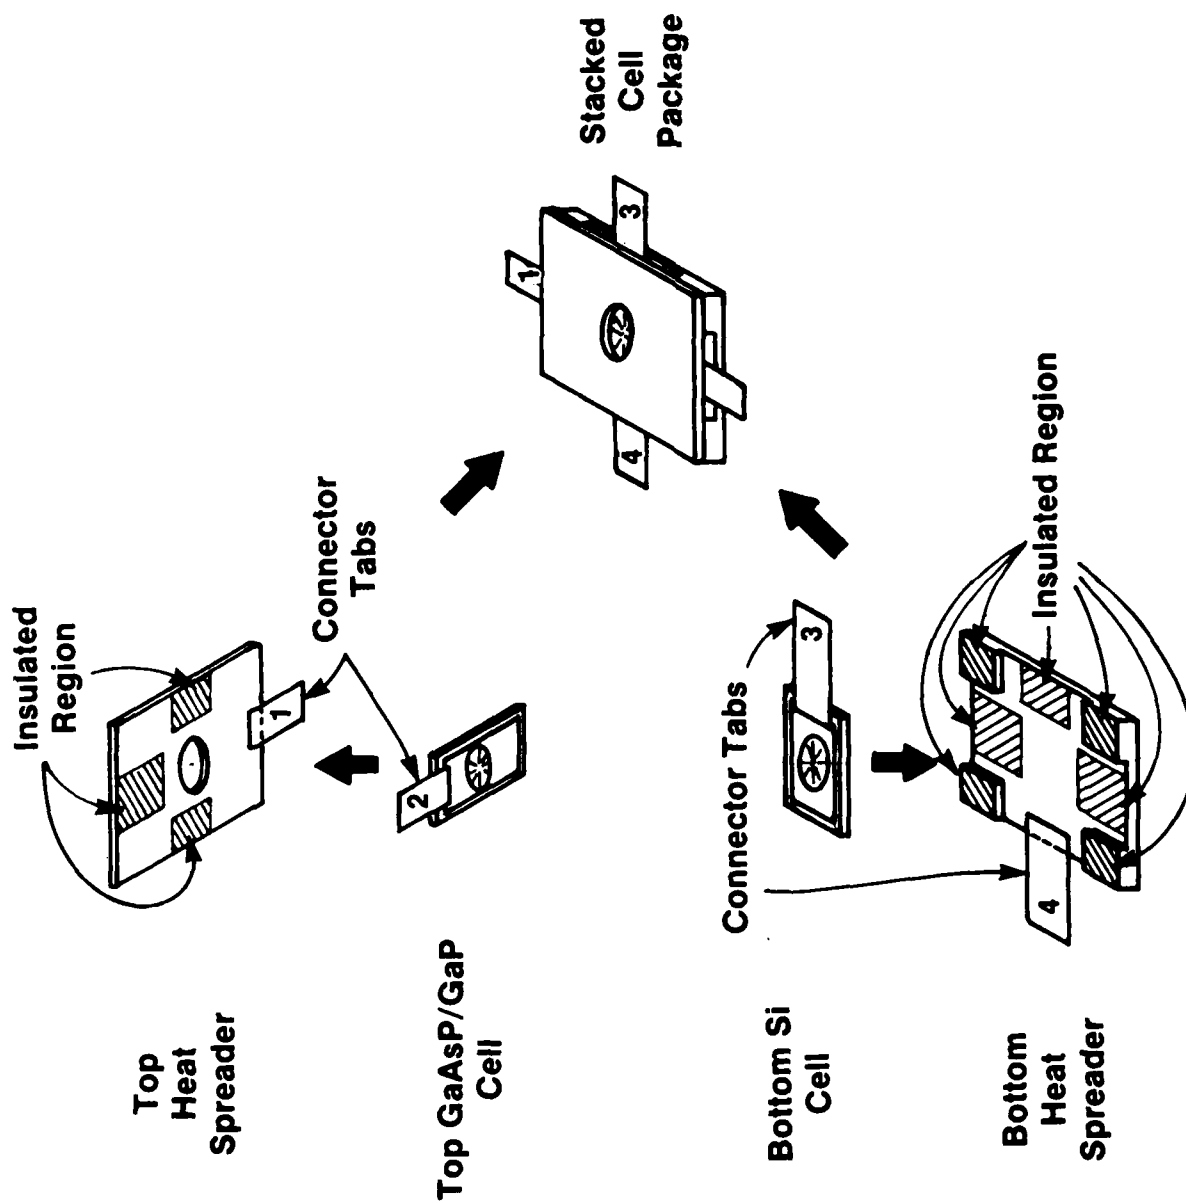 Insulated
Region
Top
Heat
Spreader
1
Connector
Tabs
2
Top GaAsP/GaP
Cell
1
4
3
Stacked
Cell
Package
Connector Tabs
Bottom Si
Cell
3
Bottom
Heat
Spreader
4
Insulated Region